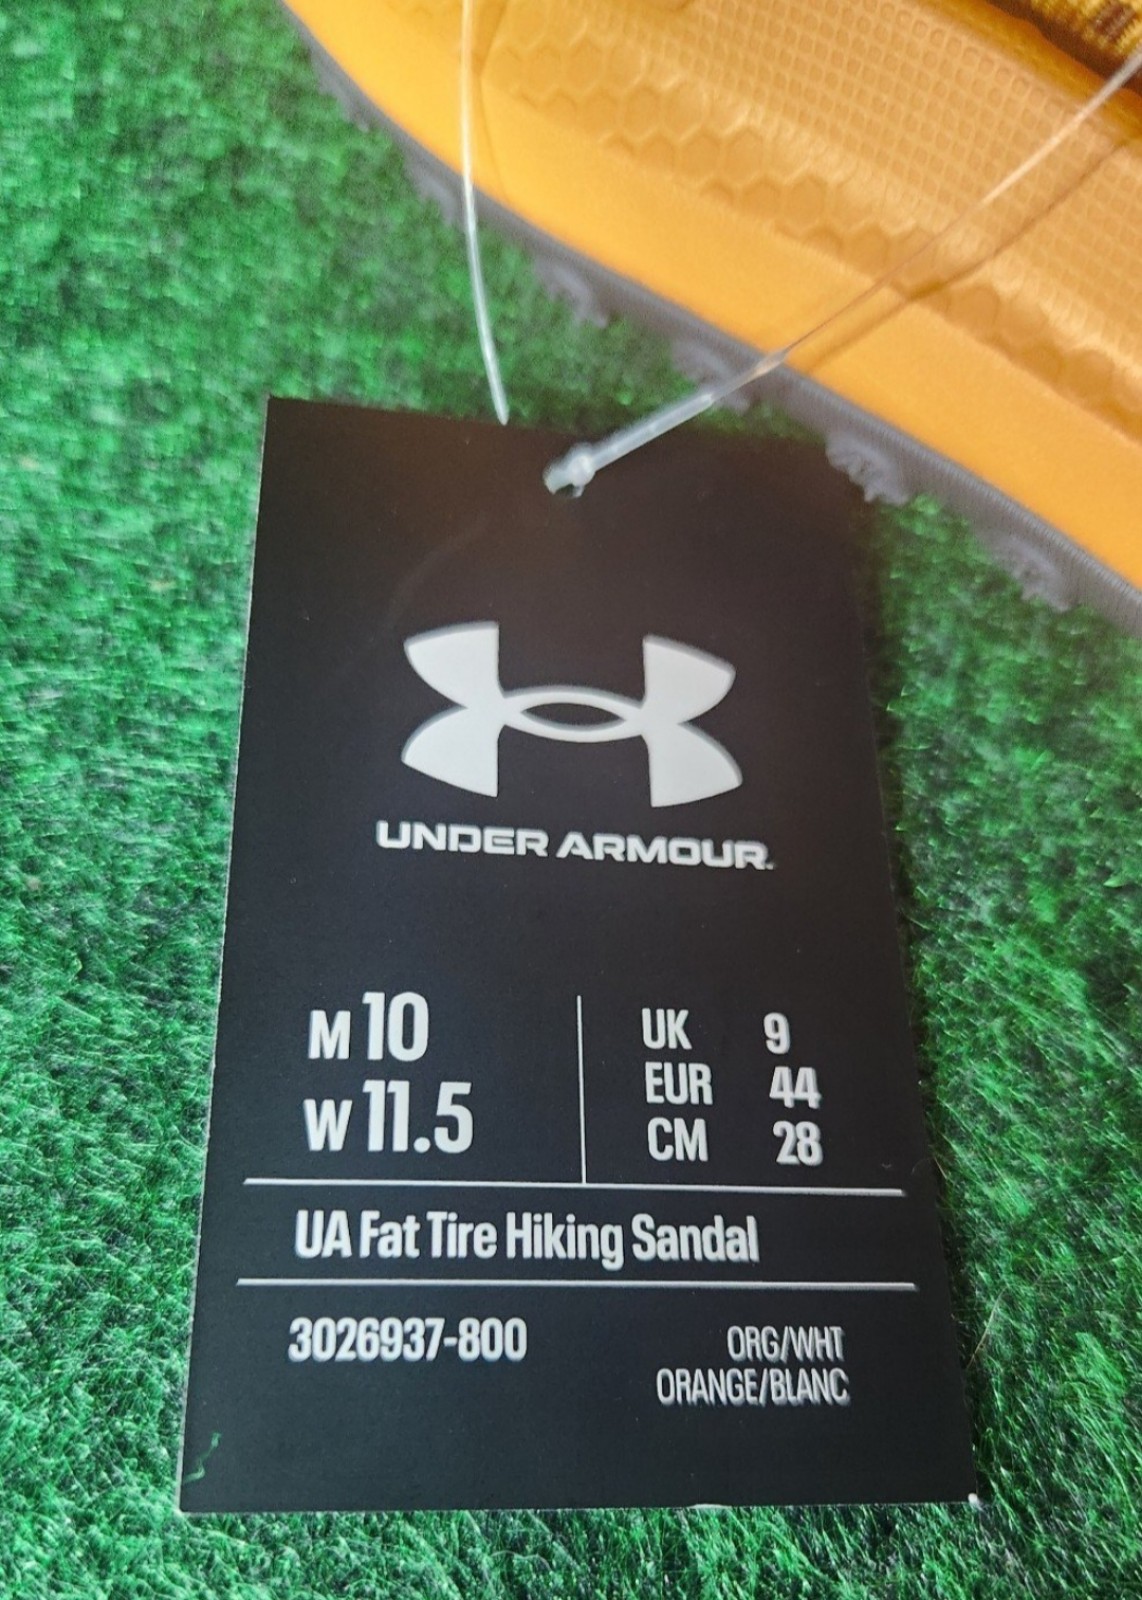 UNDER ARMOUR.
M 10
W 11.5
UK 9
EUR 44
CM 28
UA Fat Tire Hiking Sandal
3026937-800
ORG/WHT
ORANGE/BLANC